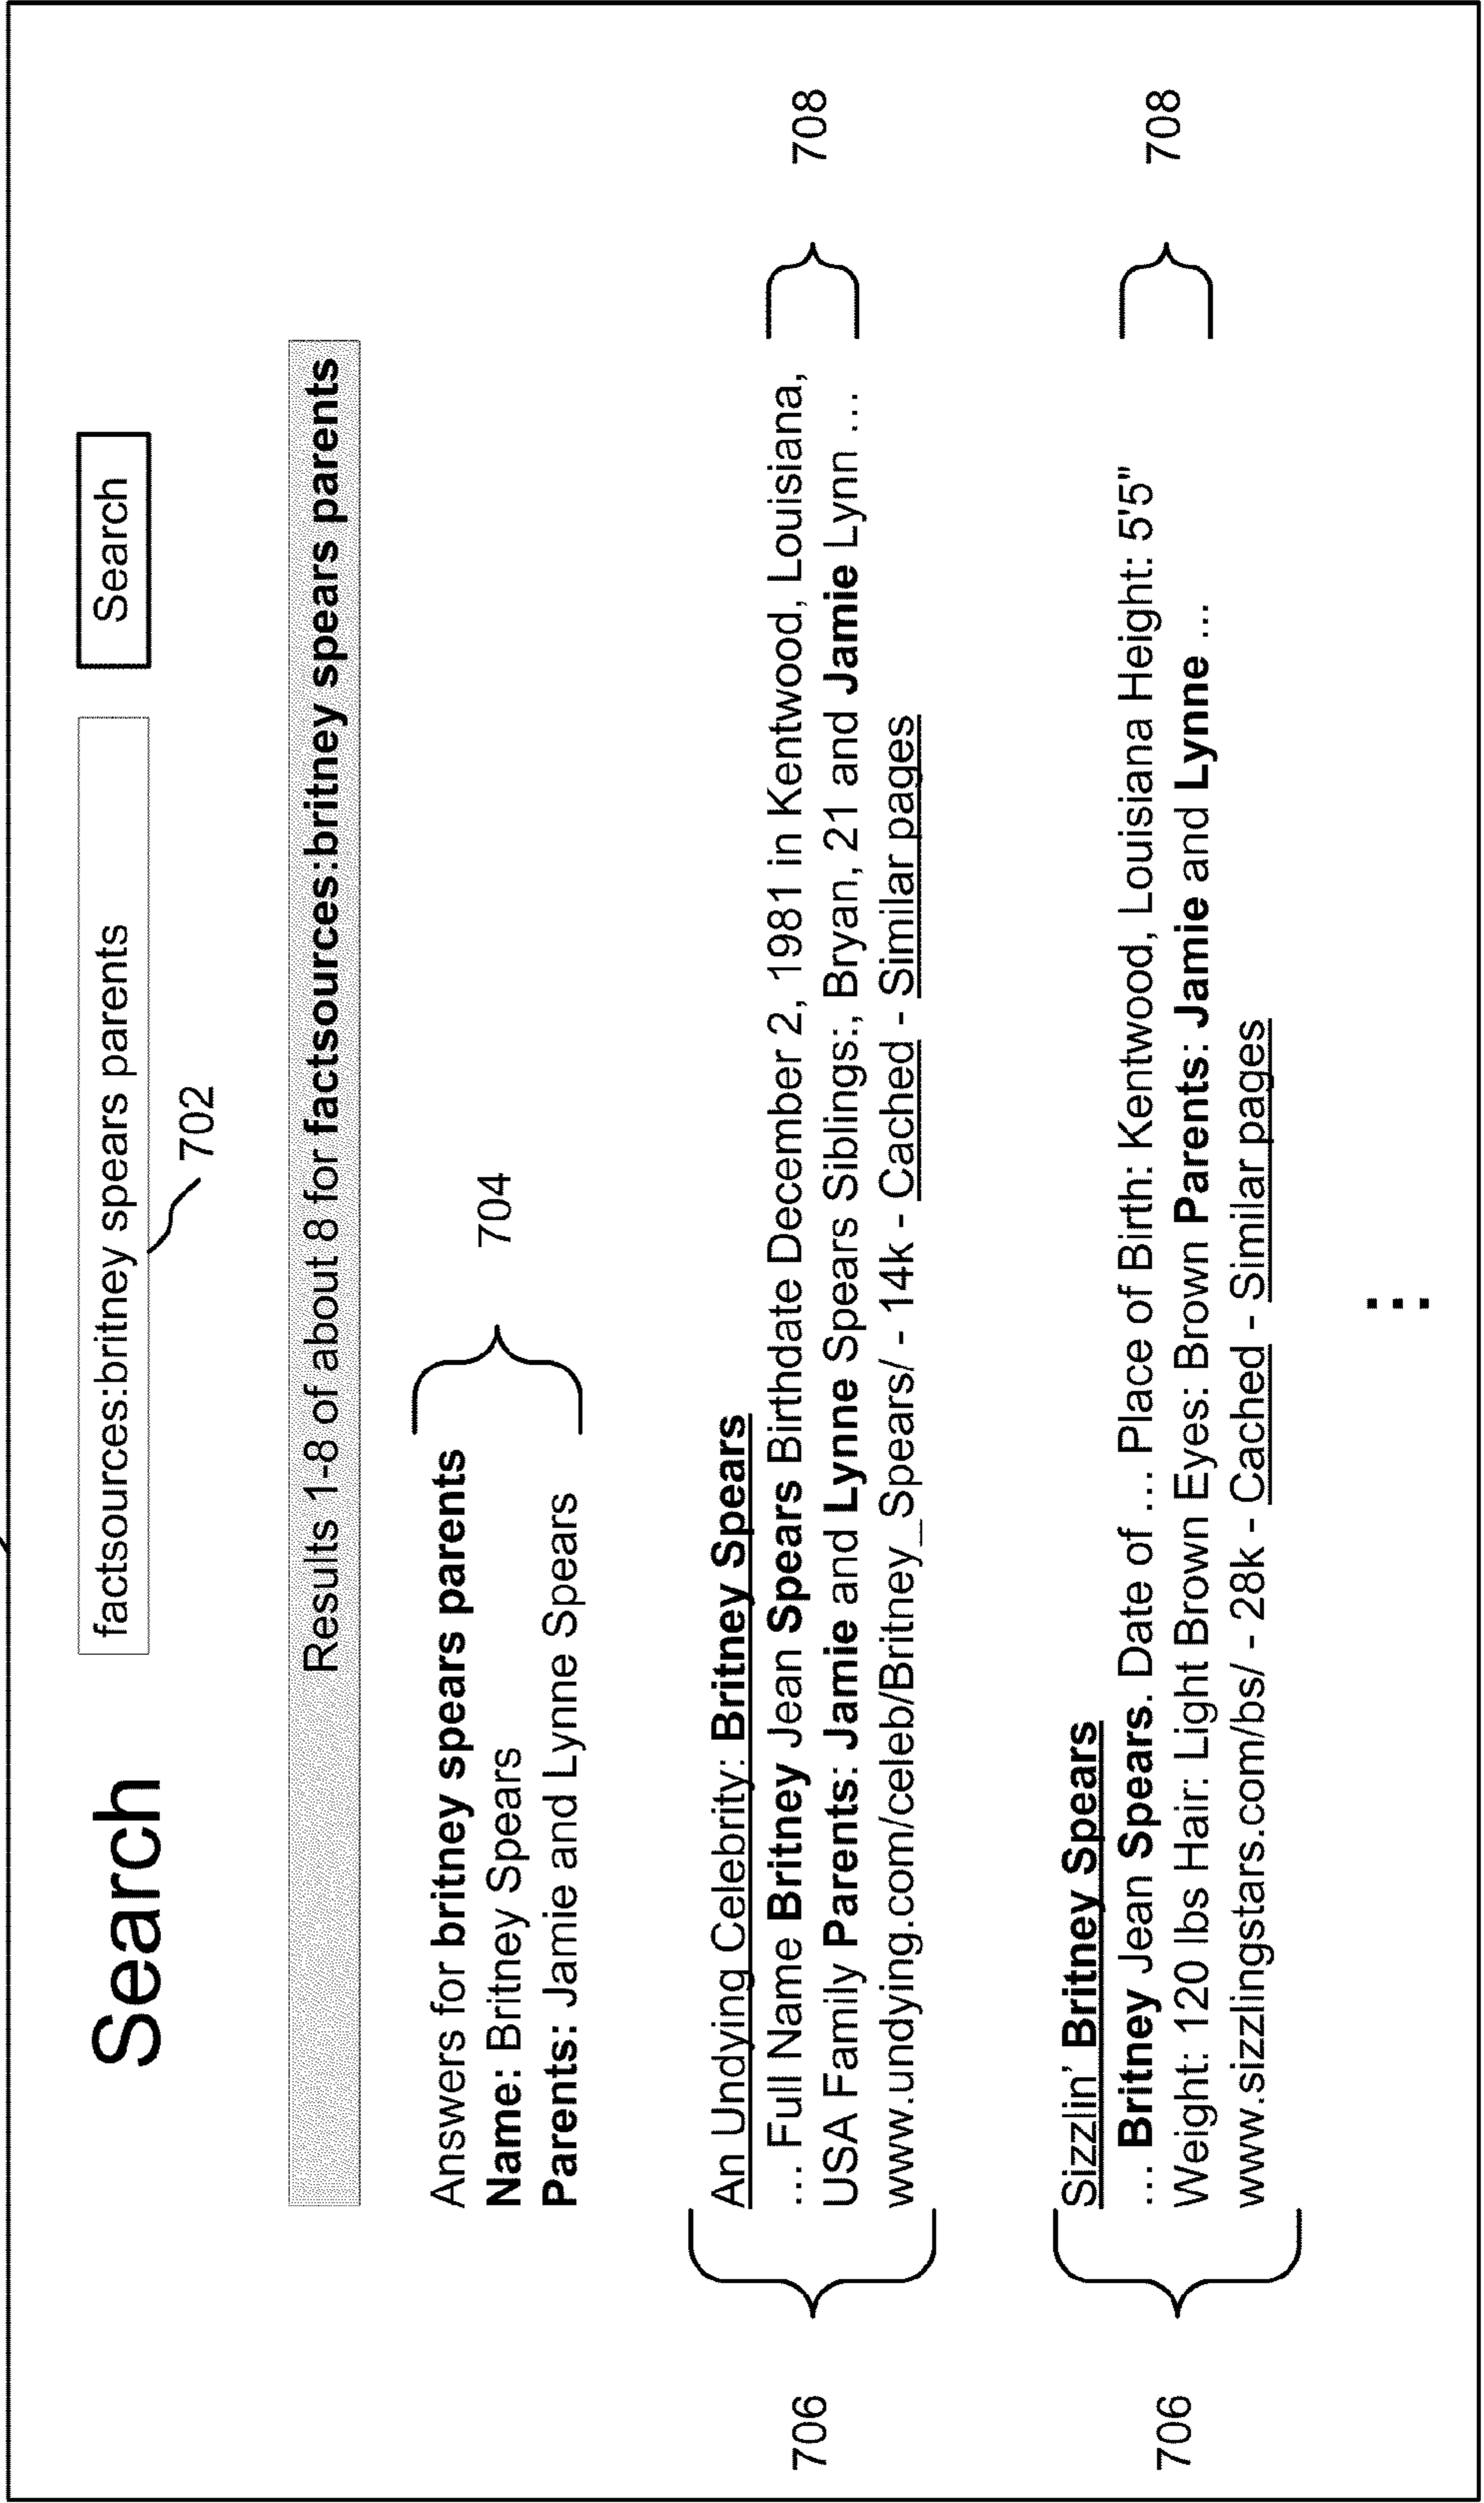 Search
factsources:britney spears parents
Search
702
Results 1-8 of about 8 for factsources:britney spears parents
Answers for britney spears parents
Name: Britney Spears
Parents: Jamie and Lynne Spears
704
706
An Undying Celebrity: Britney Spears
... Full Name Britney Jean Spears Birthdate December 2, 1981 in Kentwood, Louisiana,
USA Family Parents: Jamie and Lynne Spears Siblings:, Bryan, 21 and Jamie Lynn ...
www.undying.com/celeb/Britney_Spears/ - 14k - Cached - Similar pages
708
706
Sizzlin' Britney Spears
... Britney Jean Spears. Date of ... Place of Birth: Kentwood, Louisiana Height: 5'5"
Weight: 120 lbs Hair: Light Brown Eyes: Brown Parents: Jamie and Lynne ...
www.sizzlingstars.com/bs/ - 28k - Cached - Similar pages
708